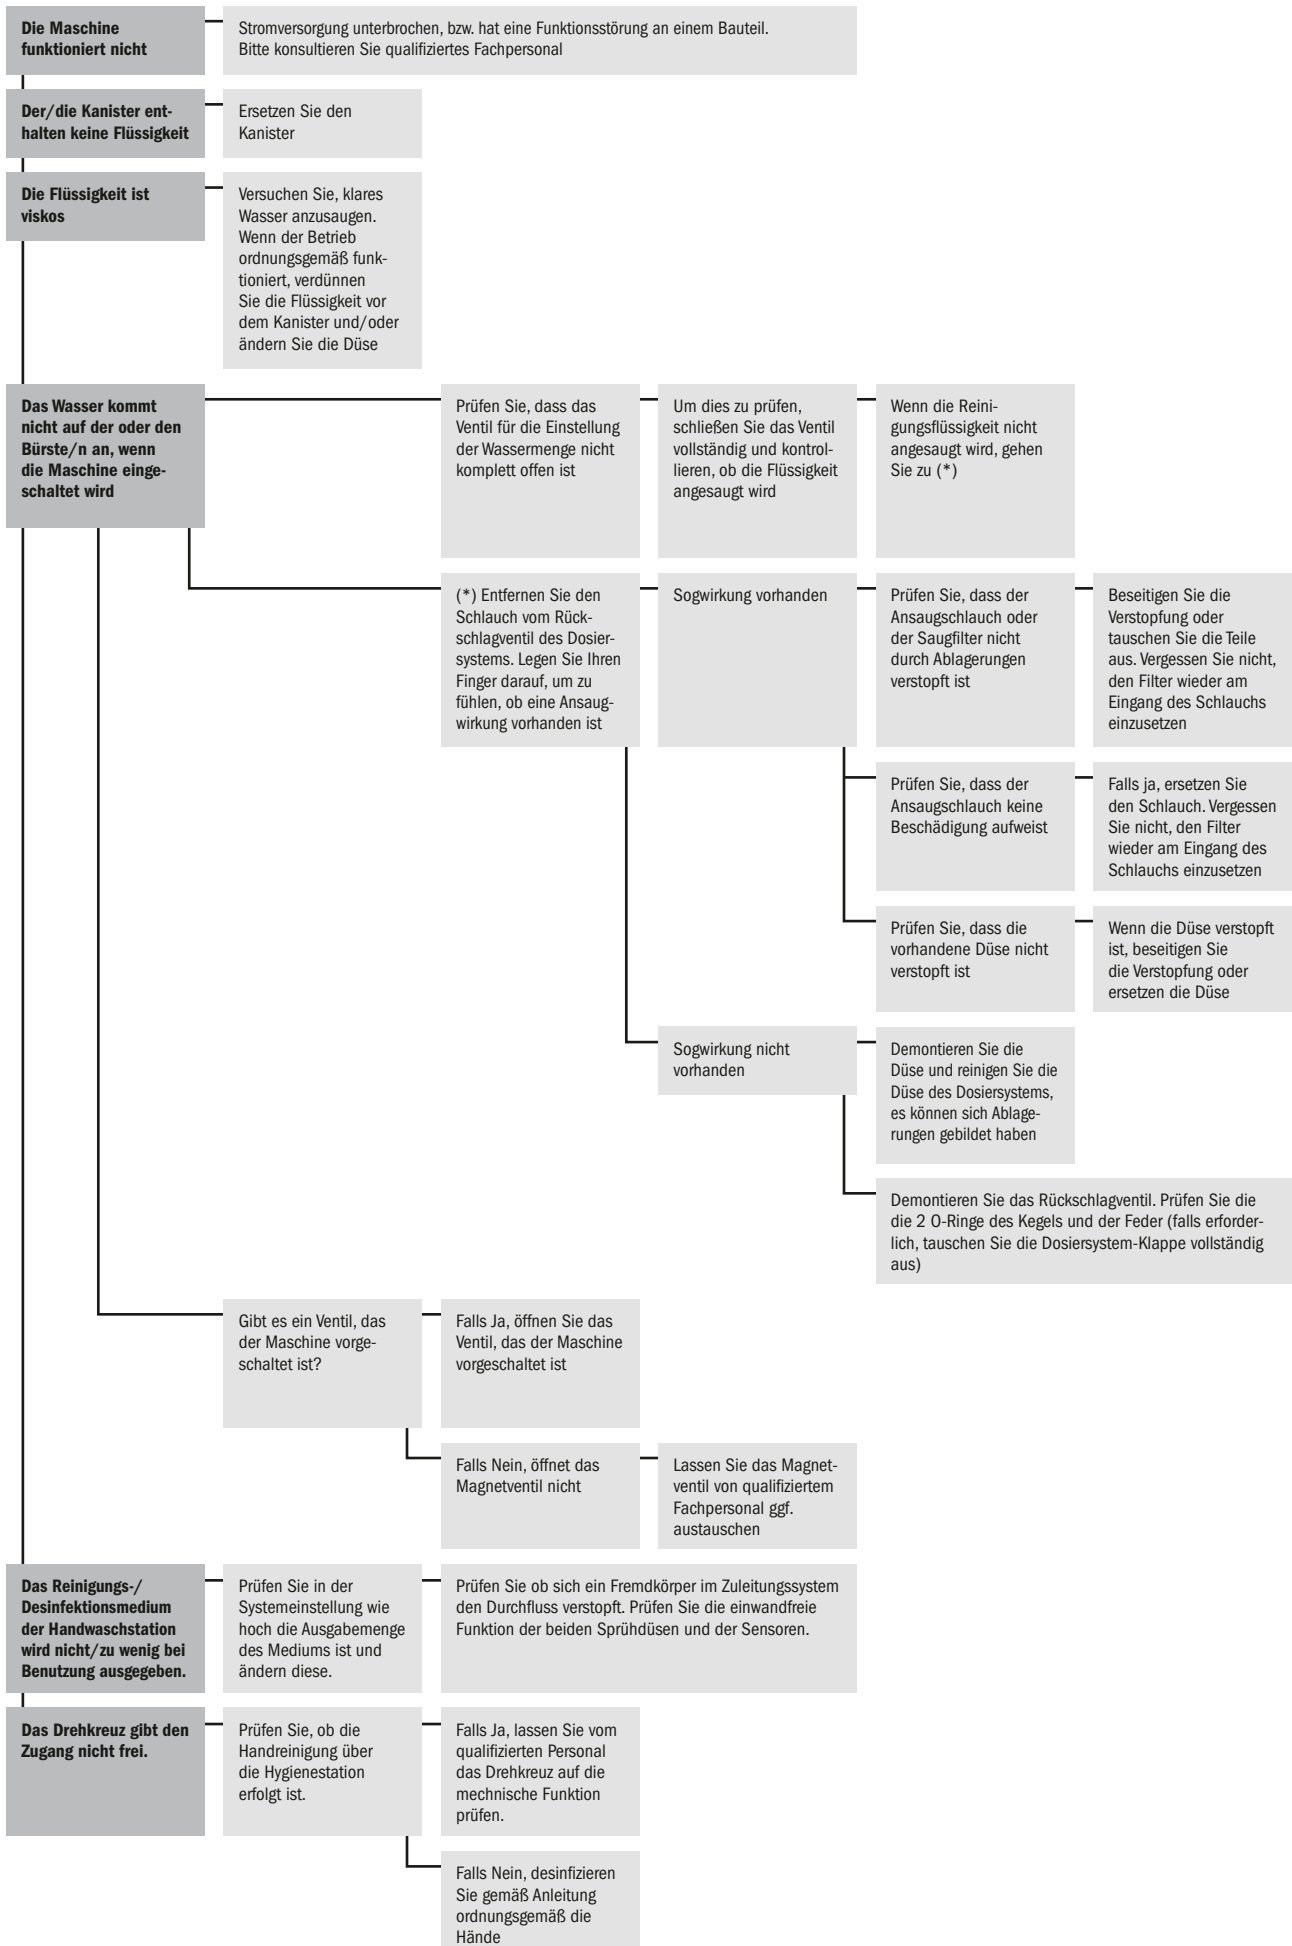 Die Maschine
funktioniert nicht
Stromversorgung unterbrochen, bzw. hat eine Funktionsstörung an einem Bauteil.
Bitte konsultieren Sie qualifiziertes Fachpersonal
Der/die Kanister ent-
halten keine Flüssigkeit
Ersetzen Sie den
Kanister
Die Flüssigkeit ist
viskos
Versuchen Sie, klares
Wasser anzusaugen.
Wenn der Betrieb
ordnungsgemäß funk-
tioniert, verdünnen
Sie die Flüssigkeit vor
dem Kanister und/oder
ändern Sie die Düse
Das Wasser kommt
nicht auf der oder den
Bürste/n an, wenn
die Maschine einge-
schaltet wird
Prüfen Sie, dass das
Ventil für die Einstellung
der Wassermenge nicht
komplett offen ist
Um dies zu prüfen,
schließen Sie das Ventil
vollständig und kontrol-
lieren, ob die Flüssigkeit
angesaugt wird
Wenn die Reini-
gungsflüssigkeit nicht
angesaugt wird, gehen
Sie zu (*)
(*) Entfernen Sie den
Schlauch vom Rück-
schlagventil des Dosier-
systems. Legen Sie Ihren
Finger darauf, um zu
fühlen, ob eine Ansaug-
wirkung vorhanden ist
Sogwirkung vorhanden
Prüfen Sie, dass der
Ansaugschlauch oder
der Saugfilter nicht
durch Ablagerungen
verstopft ist
Beseitigen Sie die
Verstopfung oder
tauschen Sie die Teile
aus. Vergessen Sie nicht,
den Filter wieder am
Eingang des Schlauchs
einzusetzen
Prüfen Sie, dass der
Ansaugschlauch keine
Beschädigung aufweist
Falls ja, ersetzen Sie
den Schlauch. Vergessen
Sie nicht, den Filter
wieder am Eingang des
Schlauchs einzusetzen
Prüfen Sie, dass die
vorhandene Düse nicht
verstopft ist
Wenn die Düse verstopft
ist, beseitigen Sie
die Verstopfung oder
ersetzen die Düse
Sogwirkung nicht
vorhanden
Demontieren Sie die
Düse und reinigen Sie die
Düse des Dosiersystems,
es können sich Ablage-
rungen gebildet haben
Demontieren Sie das Rückschlagventil. Prüfen Sie die
die 2 O-Ringe des Kegels und der Feder (falls erforder-
lich, tauschen Sie die Dosiersystem-Klappe vollständig
aus)
Gibt es ein Ventil, das
der Maschine vorge-
schaltet ist?
Falls Ja, öffnen Sie das
Ventil, das der Maschine
vorgeschaltet ist
Falls Nein, öffnet das
Magnetventil nicht
Lassen Sie das Magnet-
ventil von qualifiziertem
Fachpersonal ggf.
austauschen
Das Reinigungs-/
Desinfektionsmedium
der Handwaschstation
wird nicht/zu wenig bei
Benutzung ausgegeben.
Prüfen Sie in der
Systemeinstellung wie
hoch die Ausgabemenge
des Mediums ist und
ändern diese.
Prüfen Sie ob sich ein Fremdkörper im Zuleitungssystem
den Durchfluss verstopft. Prüfen Sie die einwandfreie
Funktion der beiden Sprühdüsen und der Sensoren.
Das Drehkreuz gibt den
Zugang nicht frei.
Prüfen Sie, ob die
Handreinigung über
die Hygienestation
erfolgt ist.
Falls Ja, lassen Sie vom
qualifizierten Personal
das Drehkreuz auf die
mechnische Funktion
prüfen.
Falls Nein, desinfizieren
Sie gemäß Anleitung
ordnungsgemäß die
Hände